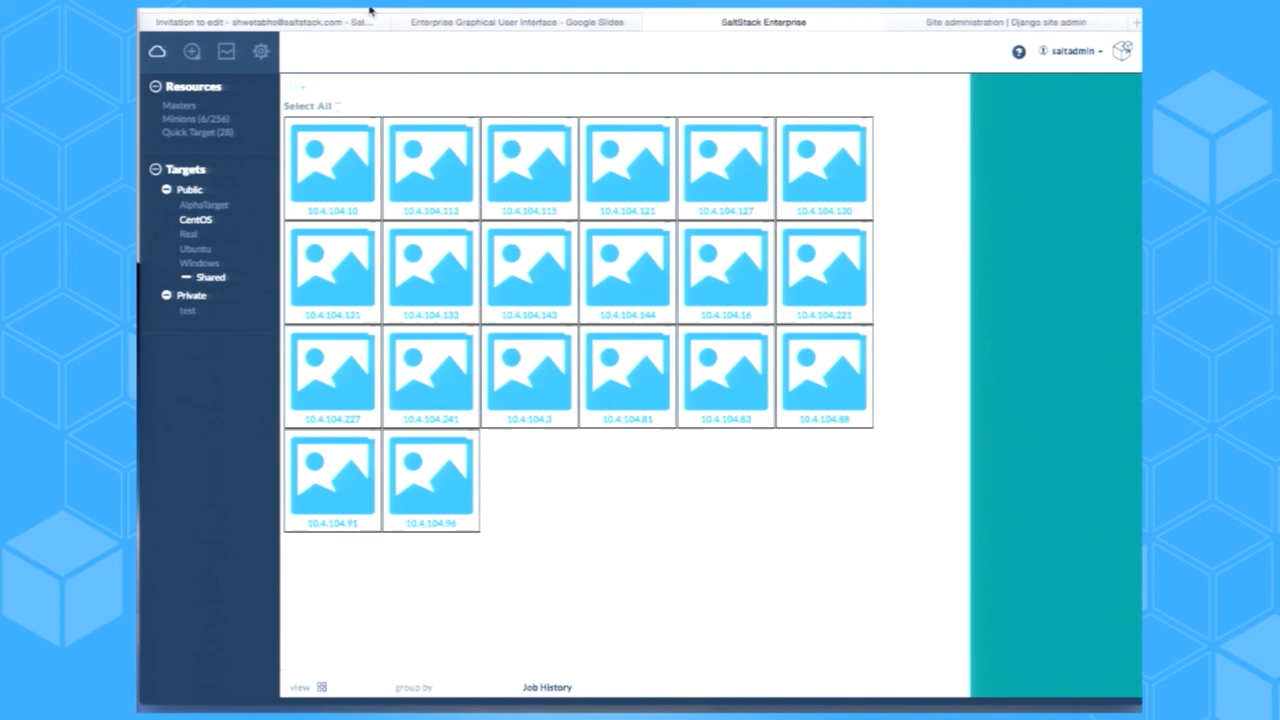 Invitation to edit - shwetabhs@saltstack.com - Sal...
Enterprise Graphical User Interface - Google Slides
SaltStack Enterprise
Site administration | Django site admin
saltadmin
Resources
Masters
Minions (6/256)
Quick Target (28)
Targets
Public
AlphaTarget
CentOS
Real
Ubuntu
Windows
Shared
Private
test
Select All
10.4.104.10 10.4.104.113 10.4.104.115 10.4.104.121 10.4.104.127 10.4.104.130
10.4.104.131 10.4.104.133 10.4.104.143 10.4.104.144 10.4.104.16 10.4.104.221
10.4.104.227 10.4.104.241 10.4.104.3 10.4.104.81 10.4.104.83 10.4.104.88
10.4.104.91 10.4.104.96
view group by Job History